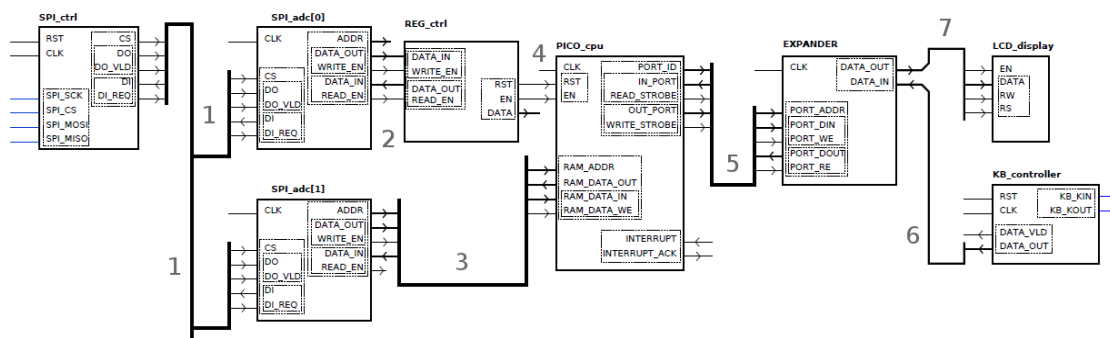 SPI_ctrl
RST
CLK
CS
DO
DO_VLD
DI
DI_REQ
SPI_SCK
SPI_CS
SPI_MOSI
SPI_MISO
1
1
SPI_adc[0]
CLK
ADDR
DATA_OUT
WRITE_EN
DATA_IN
READ_EN
CS
DO
DO_VLD
DI
DI_REQ
SPI_adc[1]
CLK
ADDR
DATA_OUT
WRITE_EN
DATA_IN
READ_EN
CS
DO
DO_VLD
DI
DI_REQ
2
REG_ctrl
DATA_IN
WRITE_EN
DATA_OUT
READ_EN
RST
EN
DATA
3
4
PICO_cpu
CLK
RST
EN
PORT_ID
IN_PORT
READ_STROBE
OUT_PORT
WRITE_STROBE
RAM_ADDR
RAM_DATA_OUT
RAM_DATA_IN
RAM_DATA_WE
INTERRUPT
INTERRUPT_ACK
5
EXPANDER
CLK
DATA_OUT
DATA_IN
PORT_ADDR
PORT_DIN
PORT_WE
PORT_DOUT
PORT_RE
6
7
LCD_display
EN
DATA
RW
RS
KB_controller
RST
CLK
KB_KIN
KB_KOUT
DATA_VLD
DATA_OUT